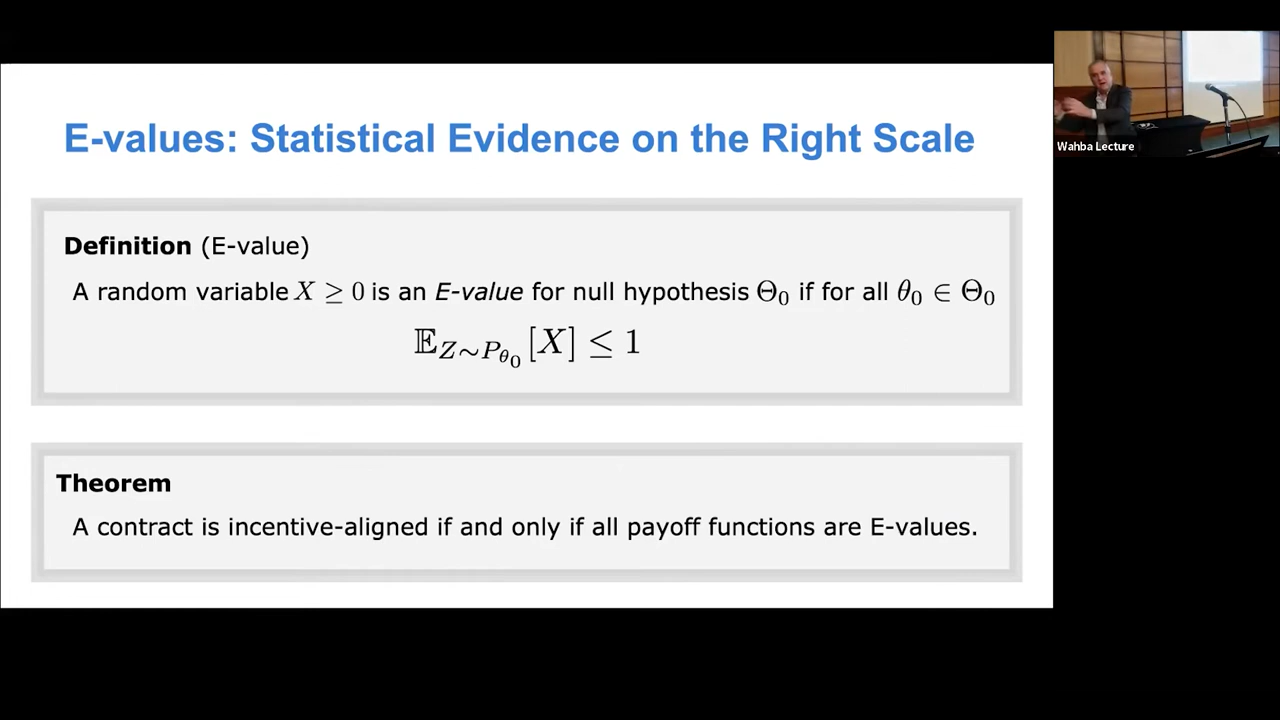 E-values: Statistical Evidence on the Right Scale
Definition (E-value)
A random variable X ≥ 0 is an E-value for null hypothesis Θ₀ if for all θ₀ ∈ Θ₀
𝔼_{Z∼P_{θ₀}}[X] ≤ 1
Theorem
A contract is incentive-aligned if and only if all payoff functions are E-values.
Wahba Lecture